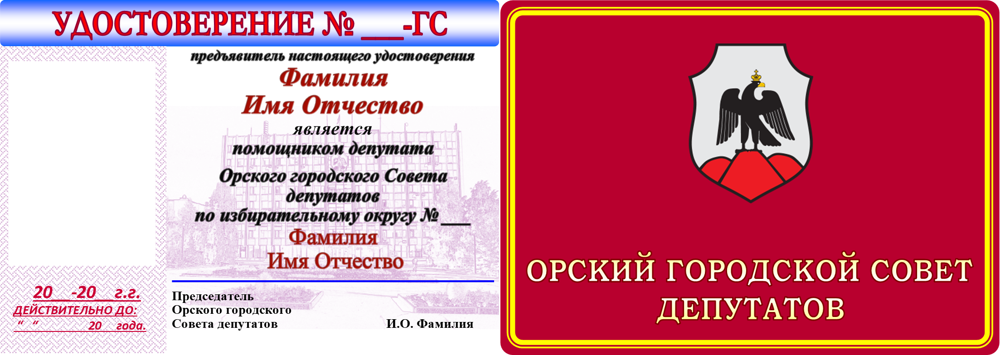 УДОСТОВЕРЕНИЕ № ___-ГС
предъявитель настоящего удостоверения
Фамилия
Имя Отчество
является
помощником депутата
Орского городского Совета
депутатов
по избирательному округу №___
Фамилия
Имя Отчество
20__-20__г.г.
ДЕЙСТВИТЕЛЬНО ДО:
“ “ 20 года.
Председатель
Орского городского
Совета депутатов И.О. Фамилия
ОРСКИЙ ГОРОДСКОЙ СОВЕТ
ДЕПУТАТОВ